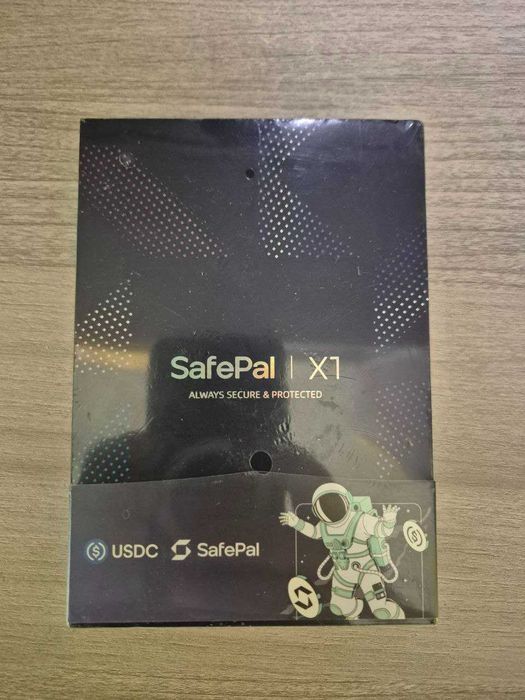 SafePal | X1
ALWAYS SECURE & PROTECTED
USDC SafePal